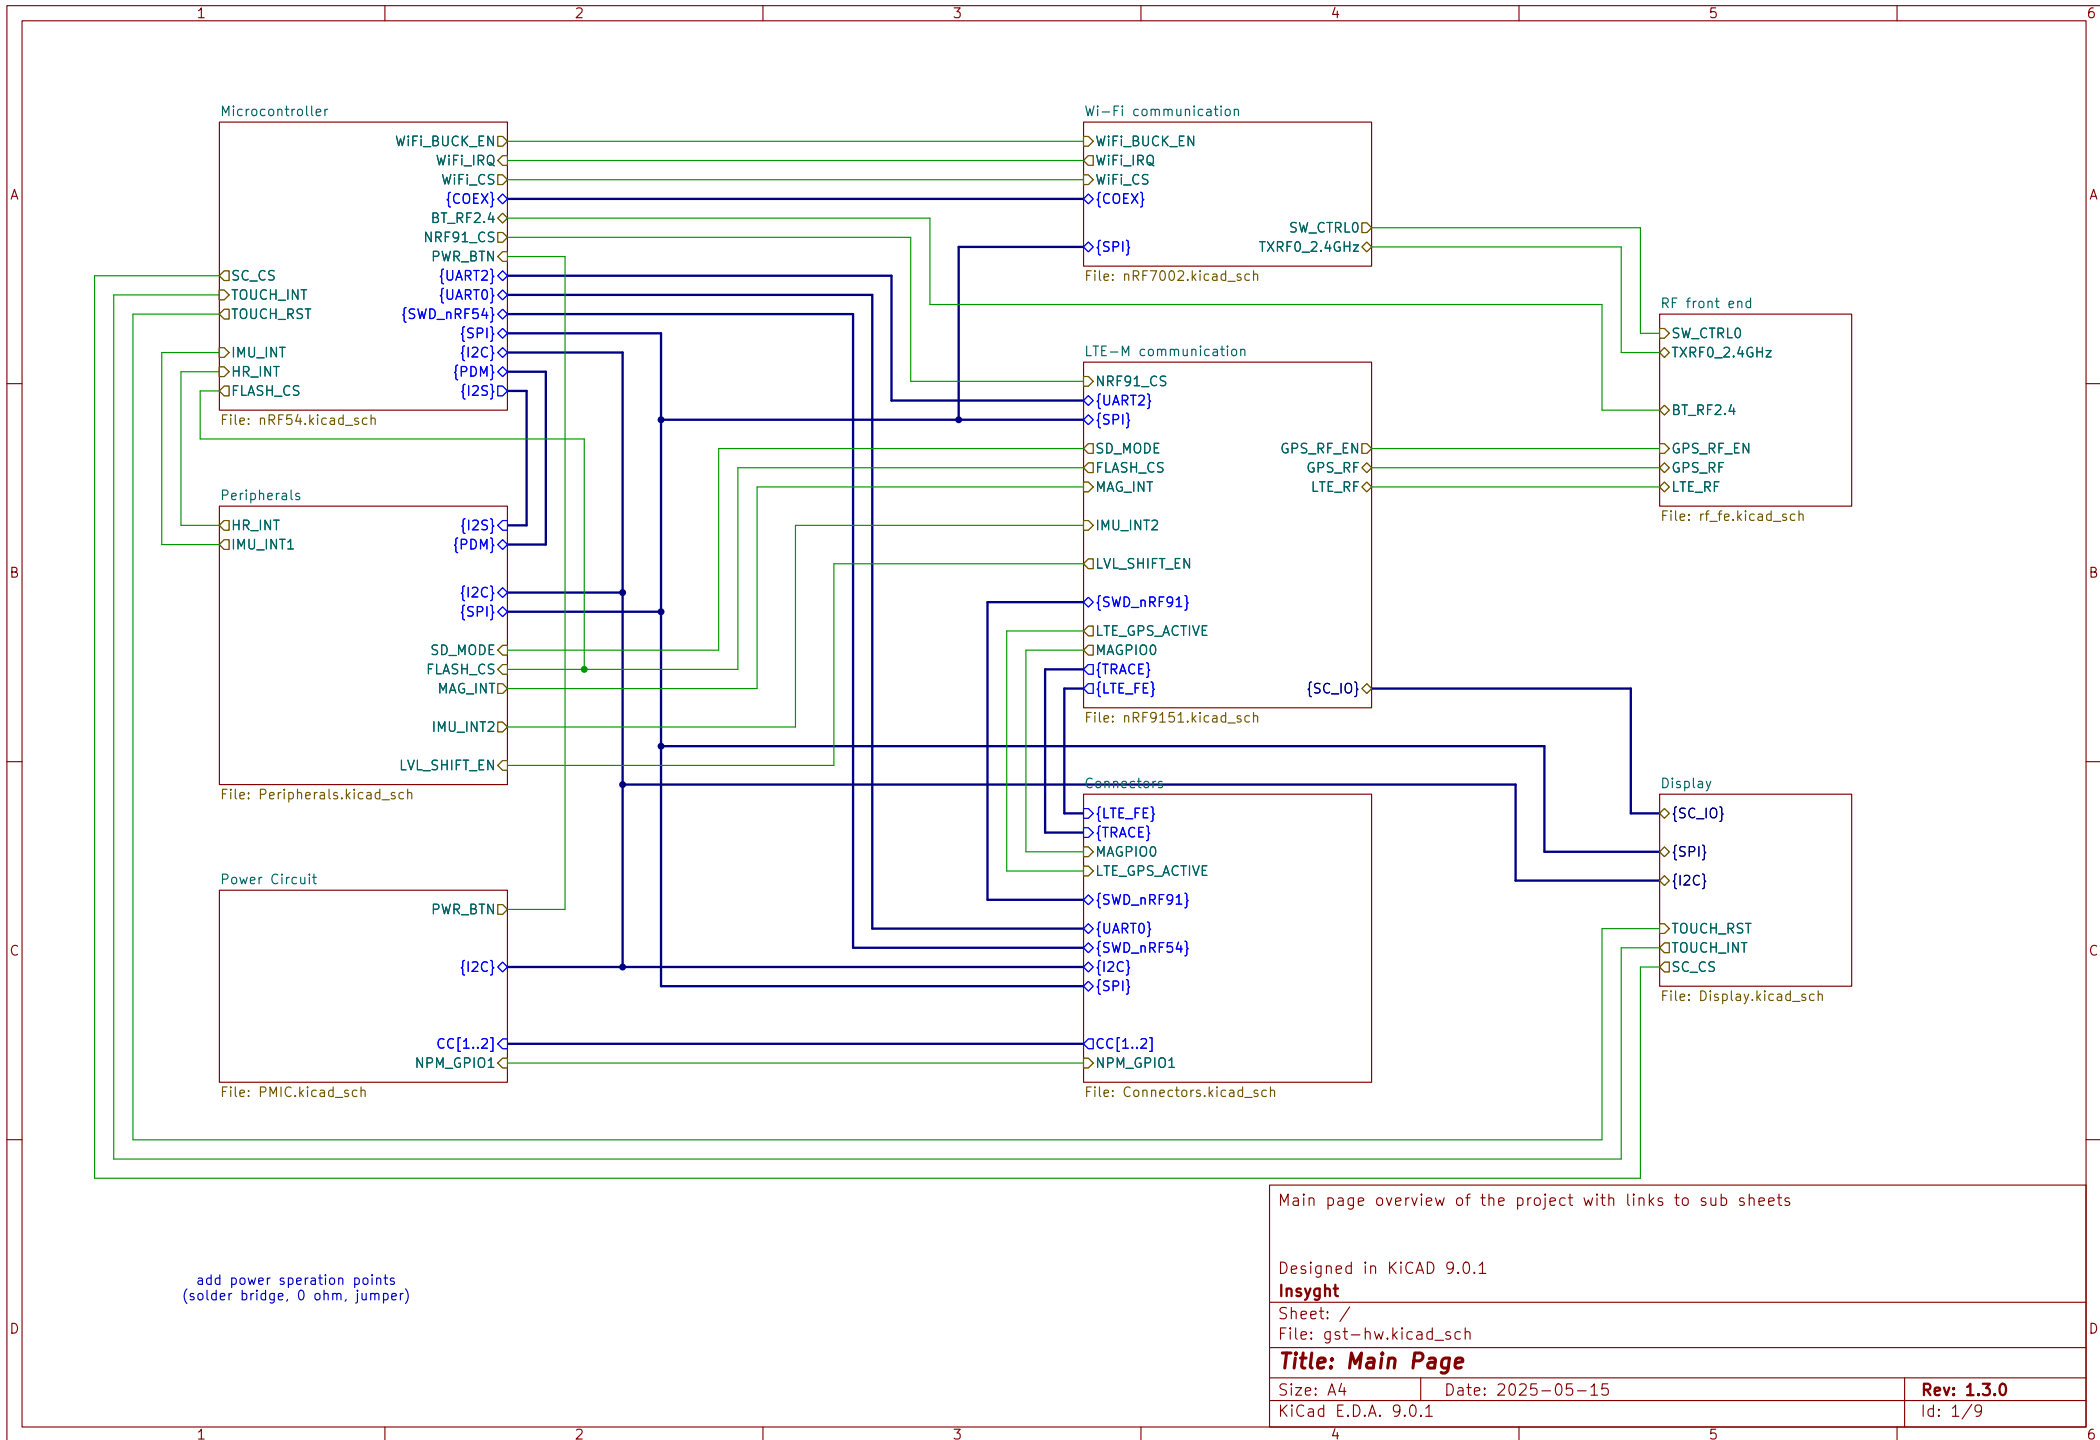 1 2 3 4 5 6
A A
B B
C C
D D
Microcontroller
WiFi_BUCK_EN
WiFi_IRQ
WiFi_CS
{COEX}
BT_RF2.4
NRF91_CS
PWR_BTN
{UART2}
{UART0}
{SWD_nRF54}
{SPI}
{I2C}
{PDM}
{I2S}
SC_CS
TOUCH_INT
TOUCH_RST
IMU_INT
HR_INT
FLASH_CS
File: nRF54.kicad_sch
Wi-Fi communication
WiFi_BUCK_EN
WiFi_IRQ
WiFi_CS
{COEX}
{SPI}
SW_CTRL0
TXRF0_2.4GHz
File: nRF7002.kicad_sch
RF front end
SW_CTRL0
TXRF0_2.4GHz
BT_RF2.4
GPS_RF_EN
GPS_RF
LTE_RF
File: rf_fe.kicad_sch
LTE-M communication
NRF91_CS
{UART2}
{SPI}
SD_MODE
FLASH_CS
MAG_INT
IMU_INT2
LVL_SHIFT_EN
{SWD_nRF91}
LTE_GPS_ACTIVE
MAGPIO0
{TRACE}
{LTE_FE}
GPS_RF_EN
GPS_RF
LTE_RF
{SC_IO}
File: nRF9151.kicad_sch
Peripherals
HR_INT
IMU_INT1
{I2S}
{PDM}
{I2C}
{SPI}
SD_MODE
FLASH_CS
MAG_INT
IMU_INT2
LVL_SHIFT_EN
File: Peripherals.kicad_sch
Connectors
{LTE_FE}
{TRACE}
MAGPIO0
LTE_GPS_ACTIVE
{SWD_nRF91}
{UART0}
{SWD_nRF54}
{I2C}
{SPI}
CC[1..2]
NPM_GPIO1
File: Connectors.kicad_sch
Display
{SC_IO}
{SPI}
{I2C}
TOUCH_RST
TOUCH_INT
SC_CS
File: Display.kicad_sch
Power Circuit
PWR_BTN
{I2C}
CC[1..2]
NPM_GPIO1
File: PMIC.kicad_sch
add power speration points
(solder bridge, 0 ohm, jumper)
Main page overview of the project with links to sub sheets
Designed in KiCAD 9.0.1
Insyght
Sheet: /
File: gst-hw.kicad_sch
Title: Main Page
Size: A4 Date: 2025-05-15 Rev: 1.3.0
KiCad E.D.A. 9.0.1 Id: 1/9
1 2 3 4 5 6